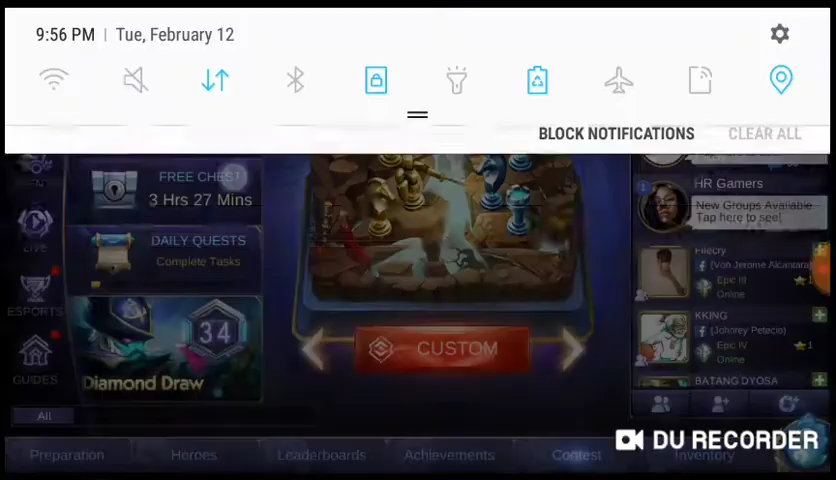 9:56 PM | Tue, February 12
BLOCK NOTIFICATIONS CLEAR ALL
FREE CHEST
3 Hrs 27 Mins
HR Gamers
New Groups Available.
Tap here to see!
LIVE
DAILY QUESTS
Complete Tasks
Filecry
(Von Jerome Alcantara)
Epic III
Online
ESPORTS
34
KKING
(Johnrey Petacio)
Epic IV
1
Online
CUSTOM
GUIDES
Diamond Draw
BATANG DYOSA
All
DU RECORDER
Preparation Heroes Leaderboards Achievements Contest Inventory